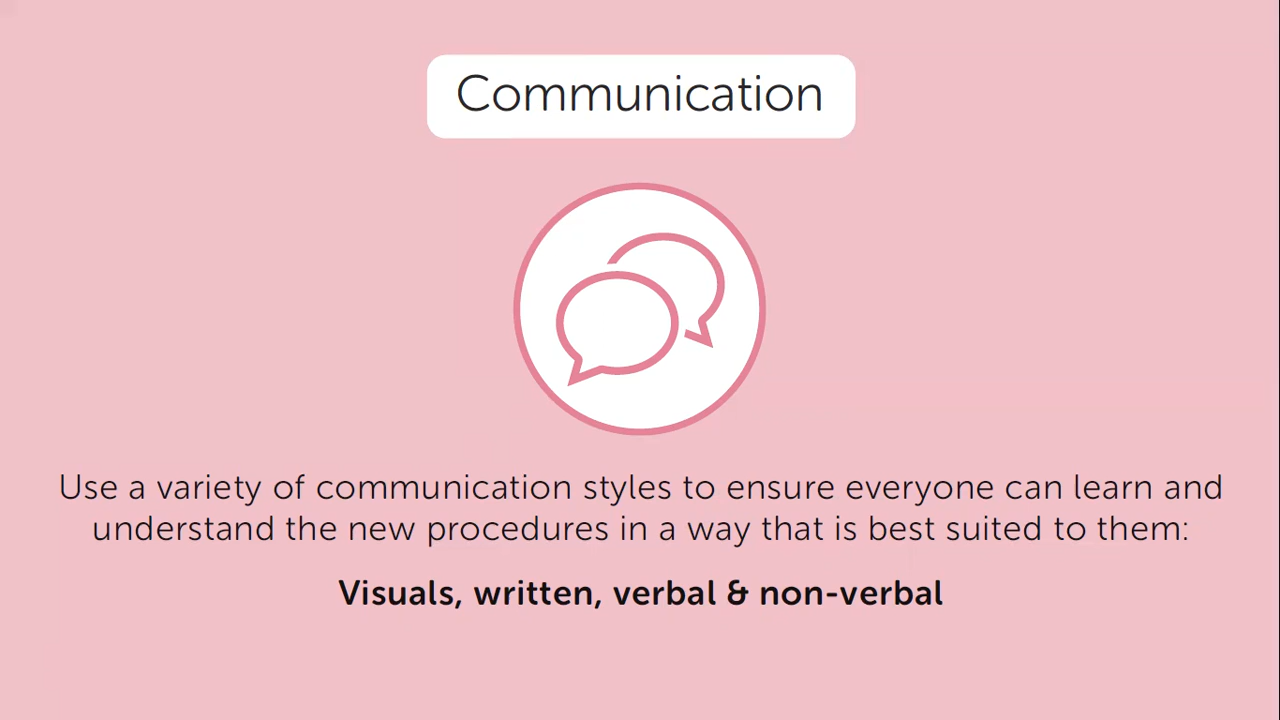 Communication
Use a variety of communication styles to ensure everyone can learn and
understand the new procedures in a way that is best suited to them:
Visuals, written, verbal & non-verbal